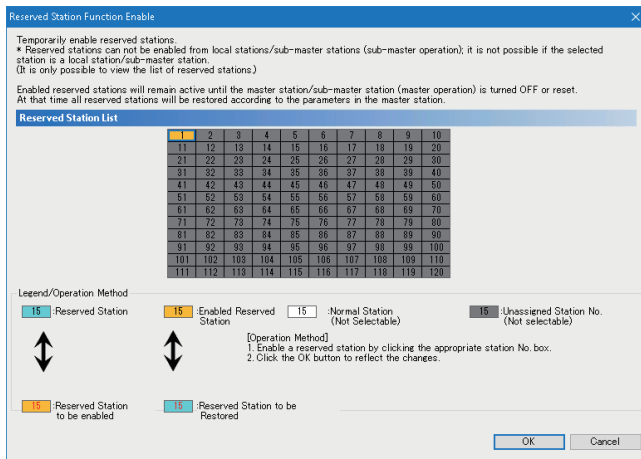 Reserved Station Function Enable
Temporarily enable reserved stations.
* Reserved stations can not be enabled from local stations/sub-master stations (sub-master operation); it is not possible if the selected
station is a local station/sub-master station.
(It is only possible to view the list of reserved stations.)
Enabled reserved stations will remain active until the master station/sub-master station (master operation) is turned OFF or reset.
At that time all reserved stations will be restored according to the parameters in the master station.
Reserved Station List
1 2 3 4 5 6 7 8 9 10
11 12 13 14 15 16 17 18 19 20
21 22 23 24 25 26 27 28 29 30
31 32 33 34 35 36 37 38 39 40
41 42 43 44 45 46 47 48 49 50
51 52 53 54 55 56 57 58 59 60
61 62 63 64 65 66 67 68 69 70
71 72 73 74 75 76 77 78 79 80
81 82 83 84 85 86 87 88 89 90
91 92 93 94 95 96 97 98 99 100
101 102 103 104 105 106 107 108 109 110
111 112 113 114 115 116 117 118 119 120
Legend/Operation Method
15 :Reserved Station 15 :Enabled Reserved 15 :Normal Station 15 :Unassigned Station No.
Station (Not Selectable) (Not selectable)
[Operation Method]
1. Enable a reserved station by clicking the appropriate station No. box.
2. Click the OK button to reflect the changes.
15 :Reserved Station 15 :Reserved Station to be
to be enabled Restored
OK Cancel